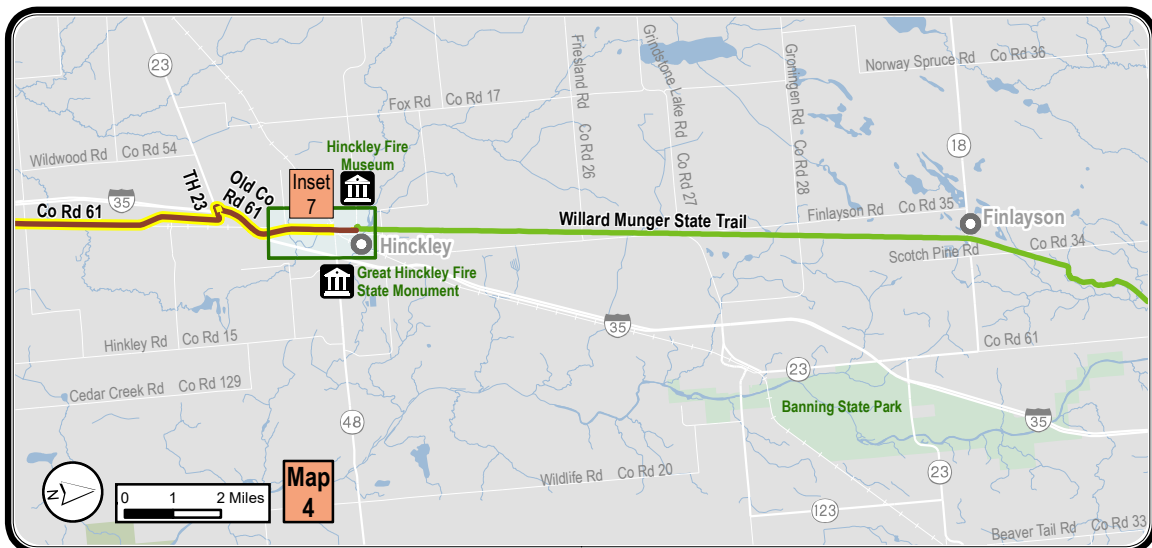 23
Friesland Rd
Co Rd 26
Grindstone Lake Rd
Co Rd 27
Groningen Rd
Co Rd 28
Norway Spruce Rd Co Rd 36
Fox Rd Co Rd 17
Wildwood Rd Co Rd 54
Hinckley Fire
Museum
18
TH 23
Old Co
Rd 61
Inset
7
35
Co Rd 61
Willard Munger State Trail
Finlayson Rd Co Rd 35
Finlayson
Hinckley
Scotch Pine Rd Co Rd 34
Great Hinckley Fire
State Monument
35
Hinkley Rd Co Rd 15
Co Rd 61
Cedar Creek Rd Co Rd 129
23
Banning State Park
35
48
Wildlife Rd Co Rd 20
23
N
0 1 2 Miles
Map
4
123
Beaver Tail Rd Co Rd 33